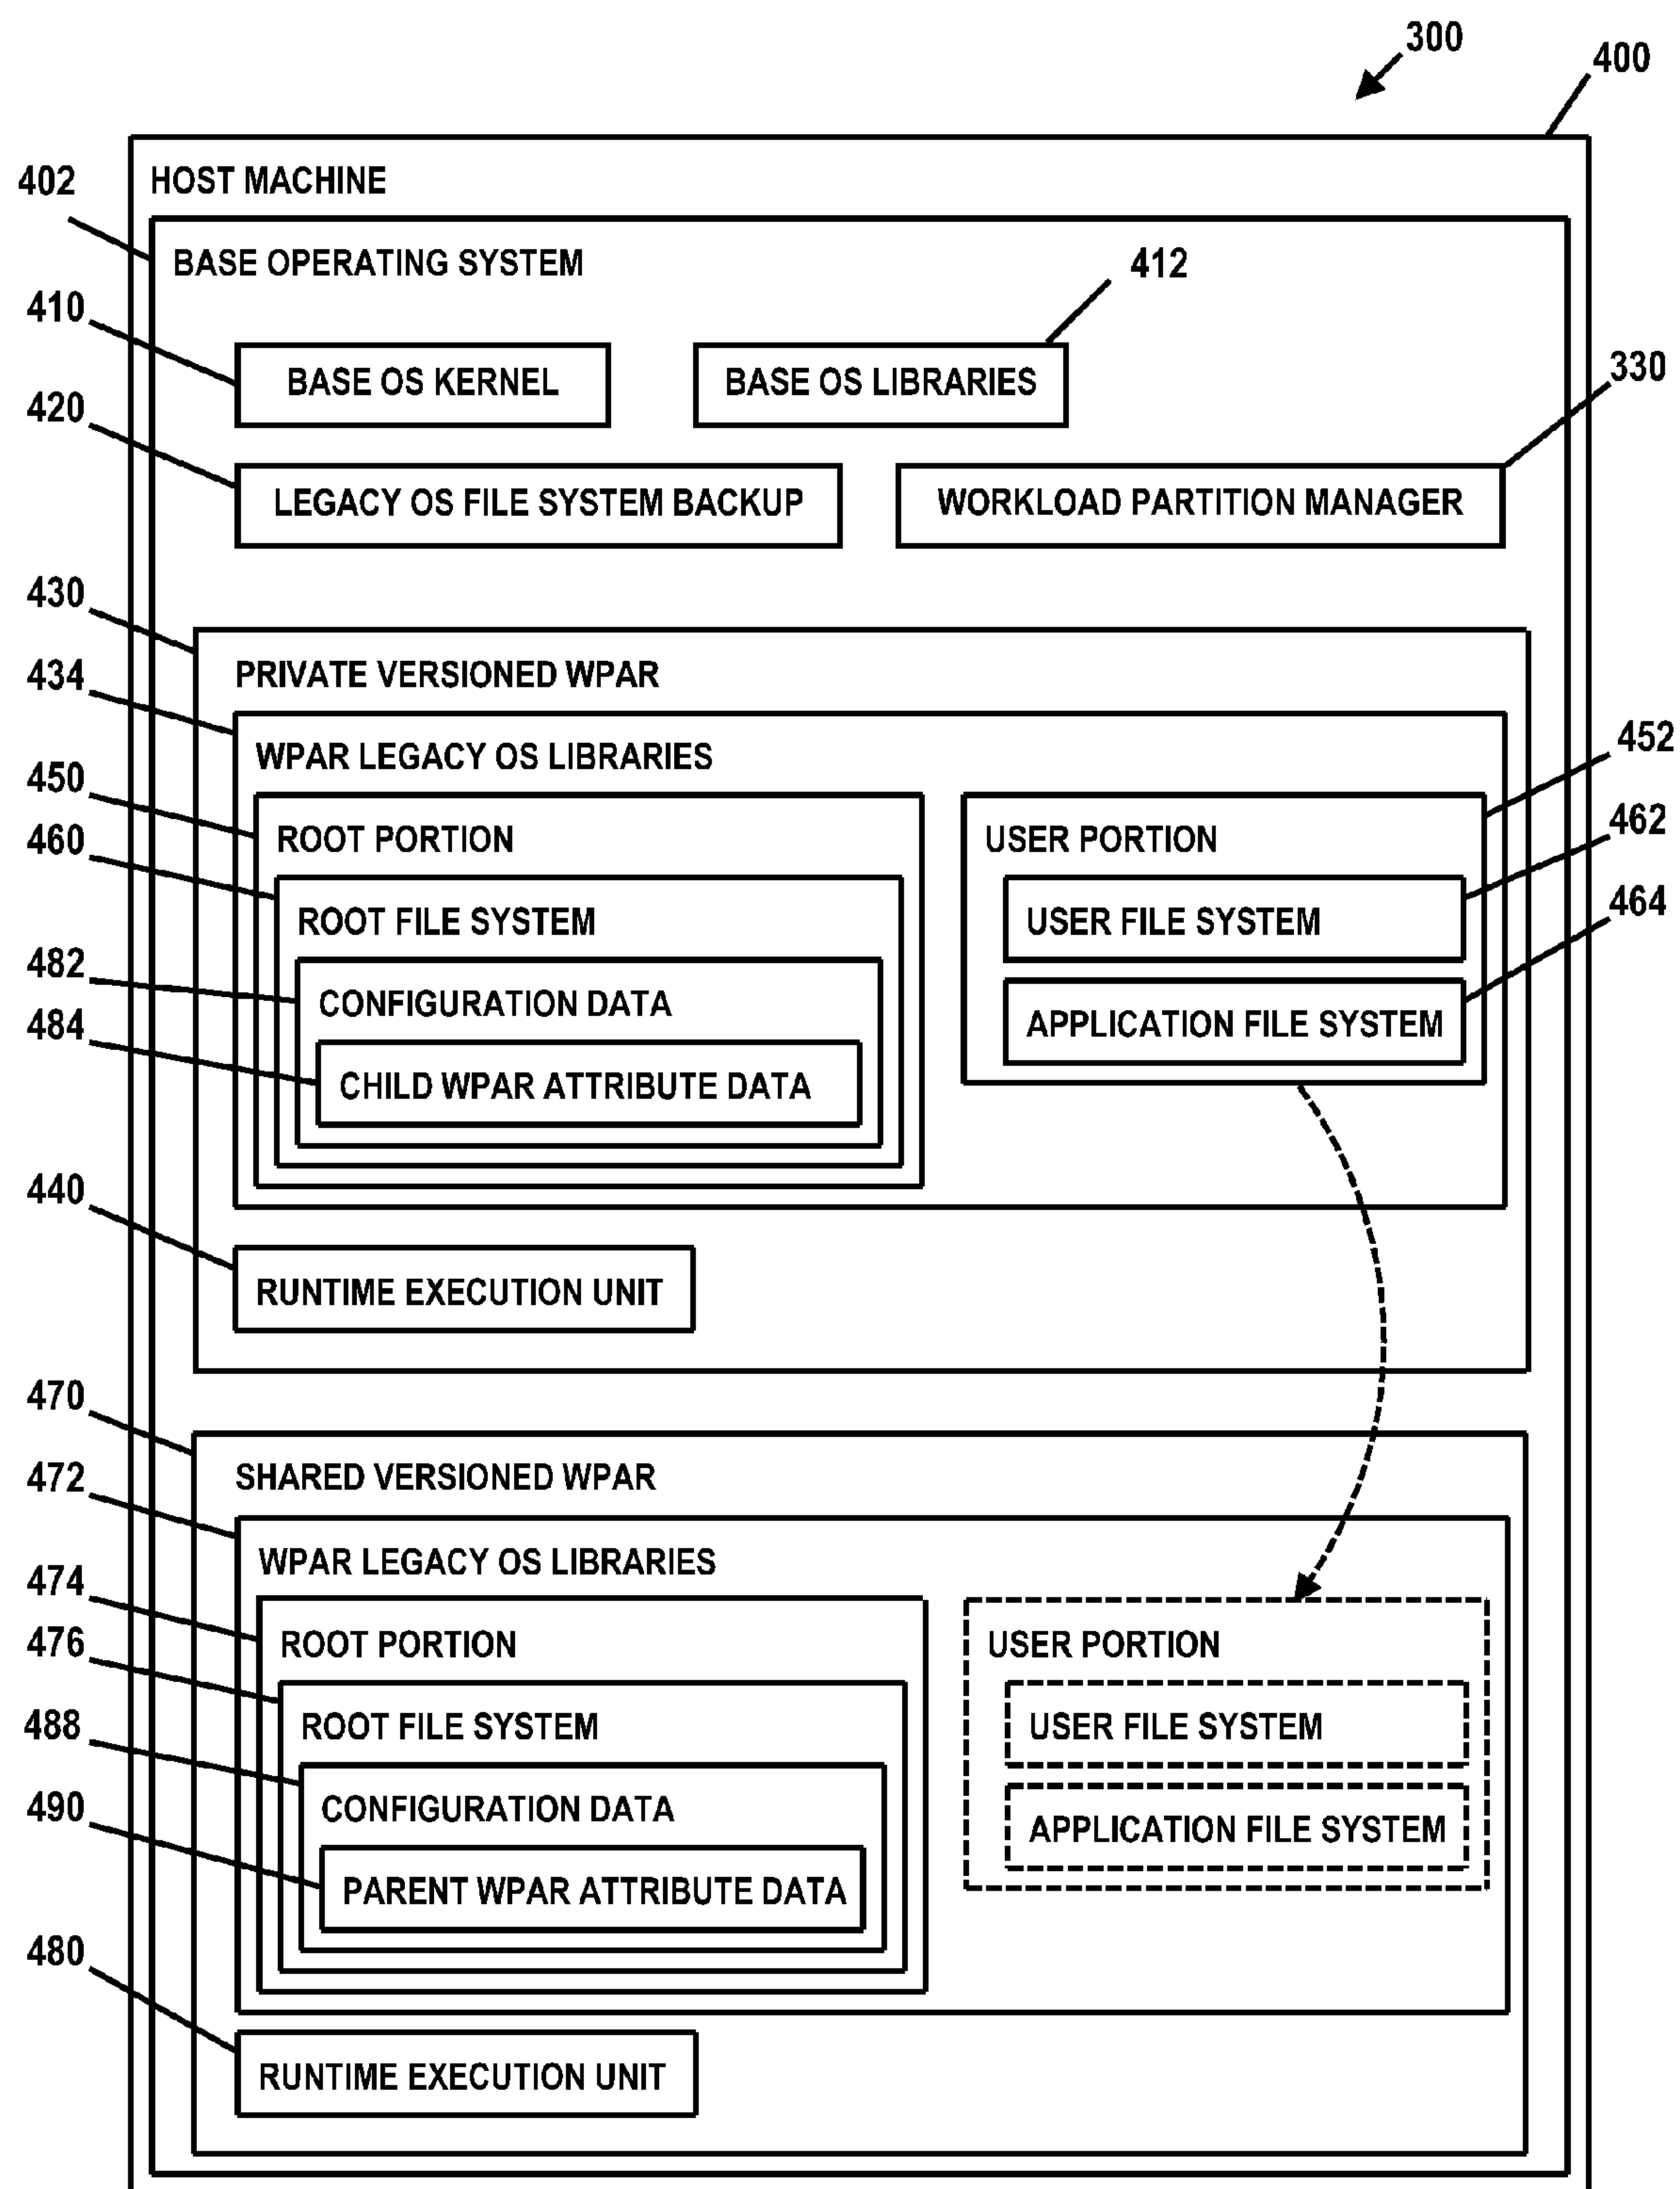 300
400
HOST MACHINE
402
BASE OPERATING SYSTEM
412
410
BASE OS KERNEL
BASE OS LIBRARIES
330
420
LEGACY OS FILE SYSTEM BACKUP
WORKLOAD PARTITION MANAGER
430
PRIVATE VERSIONED WPAR
434
WPAR LEGACY OS LIBRARIES
452
450
ROOT PORTION
USER PORTION
462
460
ROOT FILE SYSTEM
USER FILE SYSTEM
464
482
CONFIGURATION DATA
APPLICATION FILE SYSTEM
484
CHILD WPAR ATTRIBUTE DATA
440
RUNTIME EXECUTION UNIT
470
SHARED VERSIONED WPAR
472
WPAR LEGACY OS LIBRARIES
474
ROOT PORTION
USER PORTION
476
ROOT FILE SYSTEM
USER FILE SYSTEM
488
CONFIGURATION DATA
APPLICATION FILE SYSTEM
490
PARENT WPAR ATTRIBUTE DATA
480
RUNTIME EXECUTION UNIT